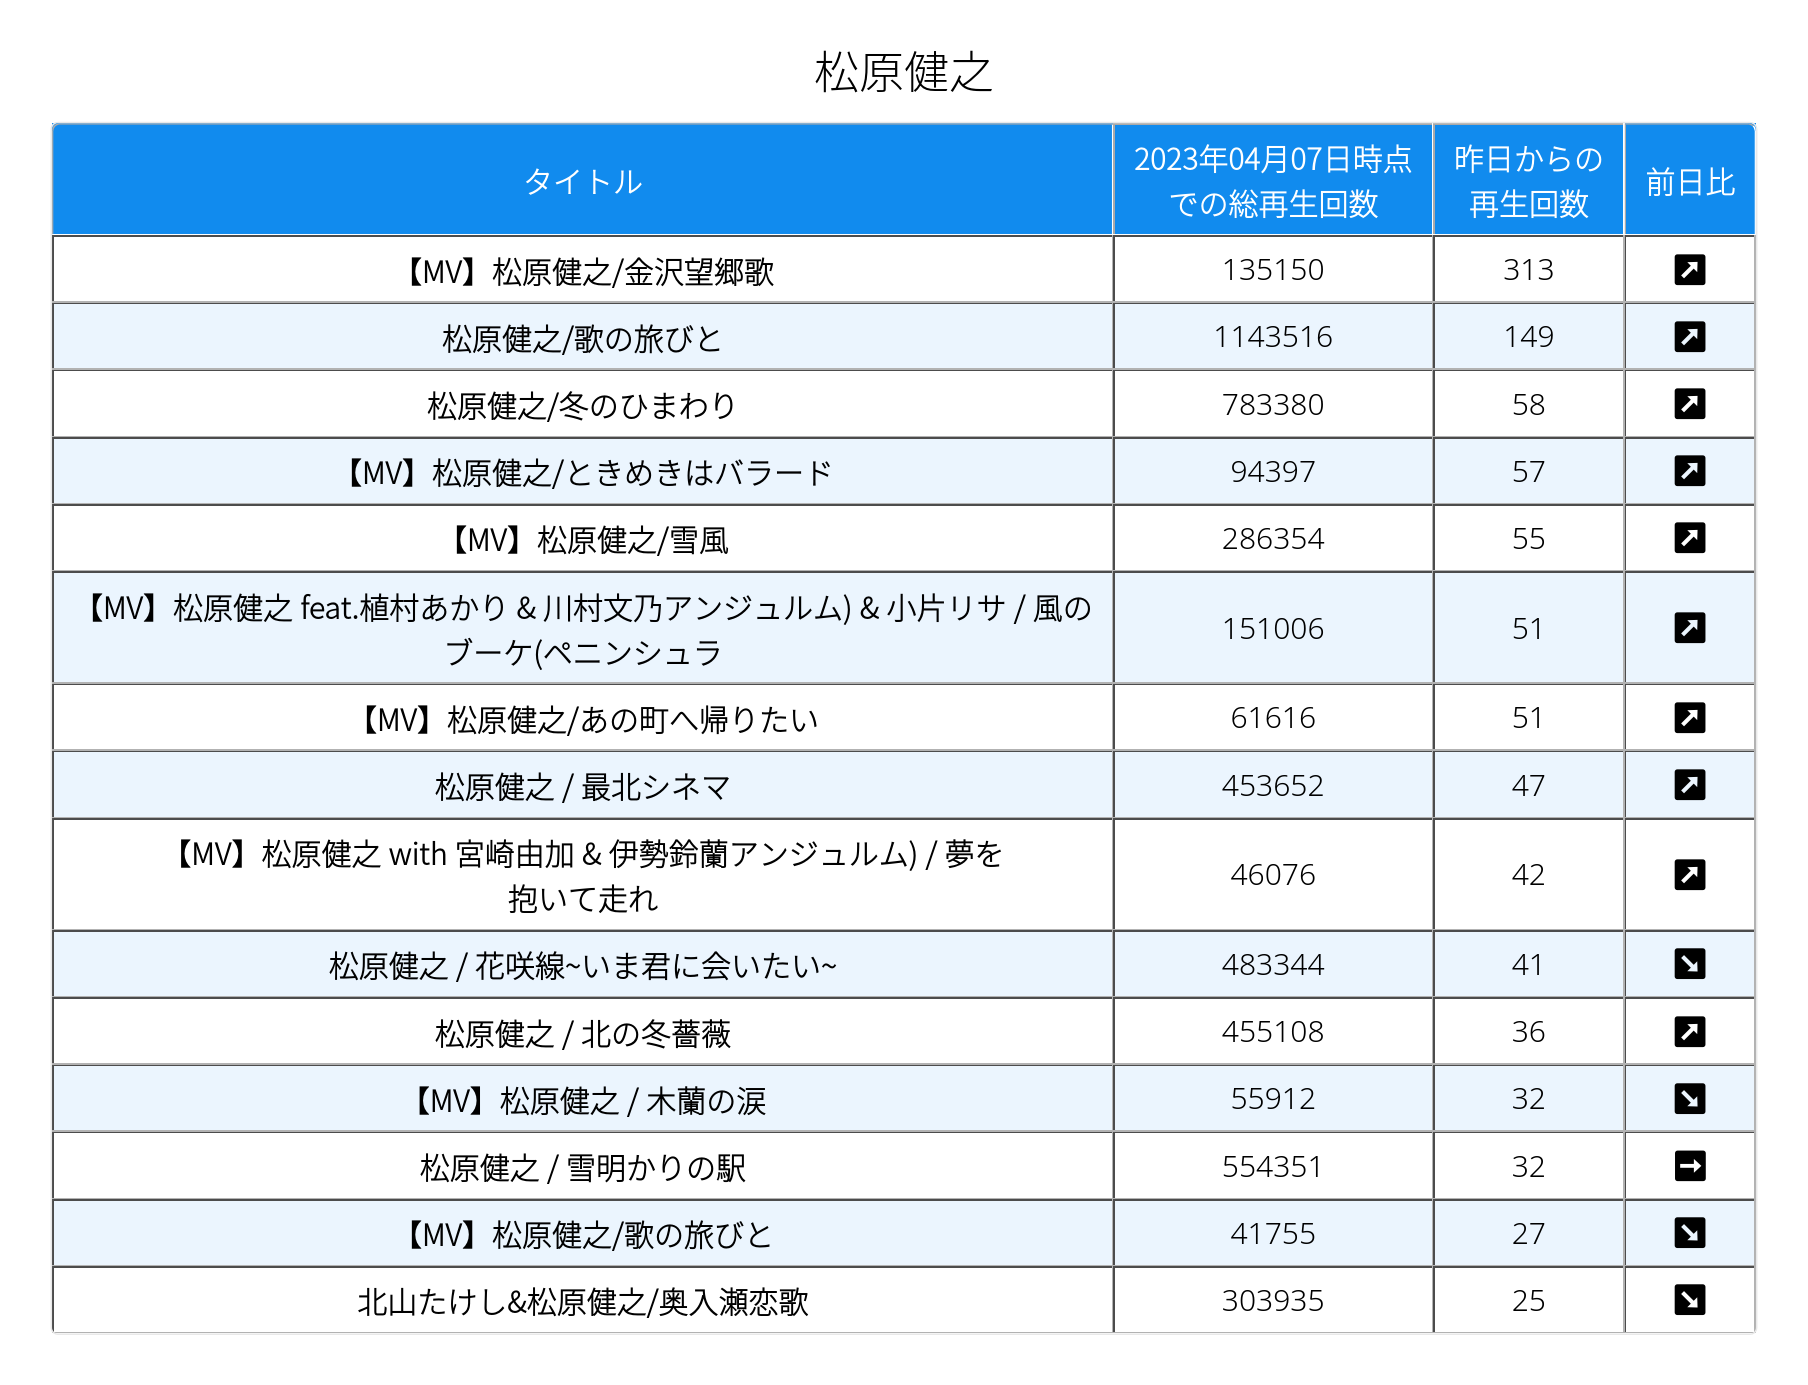 松原健之
タイトル
2023年04月07日時点
での総再生回数
昨日からの
再生回数
前日比
【MV】松原健之/金沢望郷歌 135150 313 ↗
松原健之/歌の旅びと 1143516 149 ↗
松原健之/冬のひまわり 783380 58 ↗
【MV】松原健之/ときめきはバラード 94397 57 ↗
【MV】松原健之/雪風 286354 55 ↗
【MV】松原健之 feat.植村あかり & 川村文乃アンジュルム) & 小片リサ / 風の
ブーケ(ペニンシュラ 151006 51 ↗
【MV】松原健之/あの町へ帰りたい 61616 51 ↗
松原健之 / 最北シネマ 453652 47 ↗
【MV】松原健之 with 宮崎由加 & 伊勢鈴蘭アンジュルム) / 夢を
抱いて走れ 46076 42 ↗
松原健之 / 花咲線~いま君に会いたい~ 483344 41 ↘
松原健之 / 北の冬薔薇 455108 36 ↗
【MV】松原健之 / 木蘭の涙 55912 32 ↘
松原健之 / 雪明かりの駅 554351 32 →
【MV】松原健之/歌の旅びと 41755 27 ↘
北山たけし&松原健之/奥入瀬恋歌 303935 25 ↘